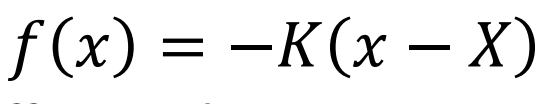 f(x) = −K(x − X)